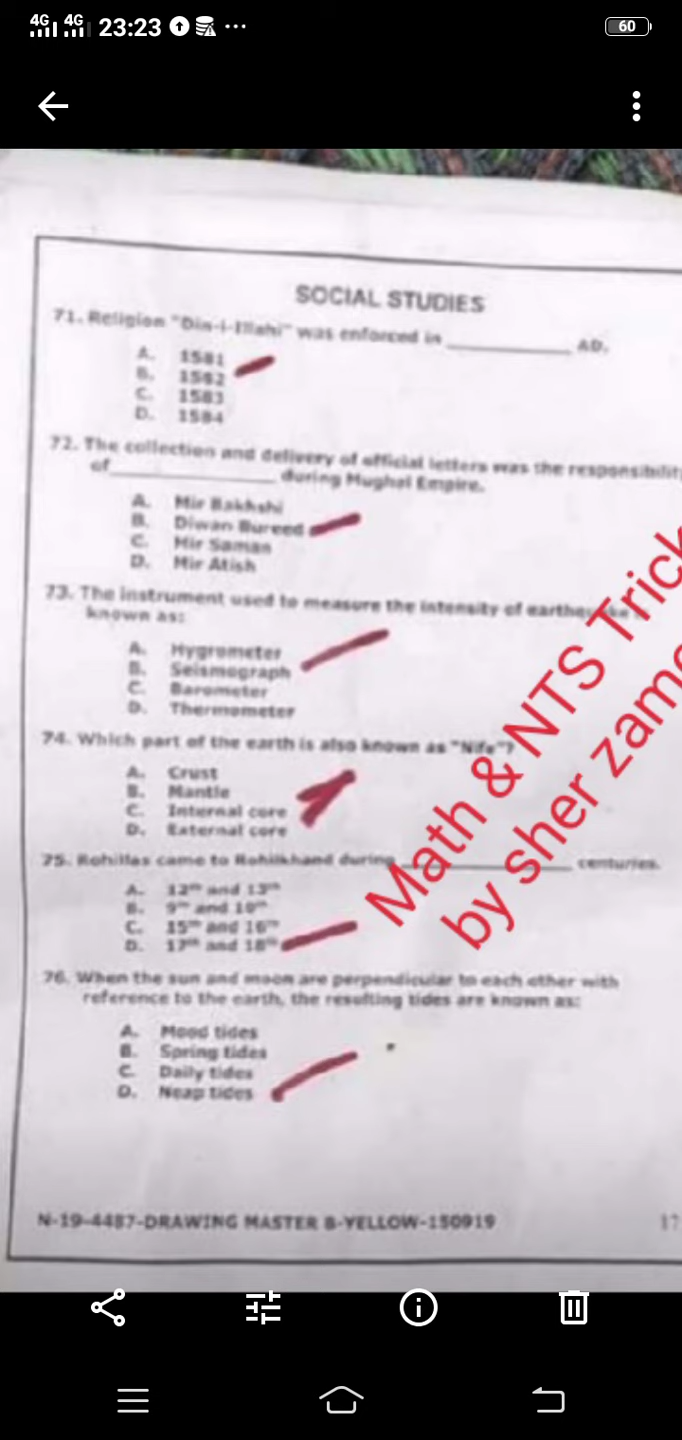 4G 4G 23:23 ... 60
SOCIAL STUDIES
71. Religion "Din-i-Illahi" was enforced in __________ AD.
A. 1581
B. 1582
C. 1583
D. 1584
72. The collection and delivery of official letters was the responsibilit
of______________ during Mughal Empire.
A. Mir Bakhshi
B. Diwan Bureed
C. Mir Saman
D. Mir Atish
73. The instrument used to measure the intensity of
known as:
A. Hygrometer
B. Seismograph
C. Barometer
D. Thermometer
74. Which part of the earth is also known as "Nife"?
A. Crust
B. Mantle
C. Internal core
D. External core
75. Rohillas came to Rohilkhand during ______________ centuries.
A. 12th and 13th
B. 9th and 10th
C. 15th and 16th
D. 17th and 18th
76. When the sun and moon are perpendicular to each other with
reference to the earth, the resulting tides are known as:
A. Mood tides
B. Spring tides
C. Daily tides
D. Neap tides
Math & NTS Trick
by sher zam
N-19-4487-DRAWING MASTER B-YELLOW-150919 17